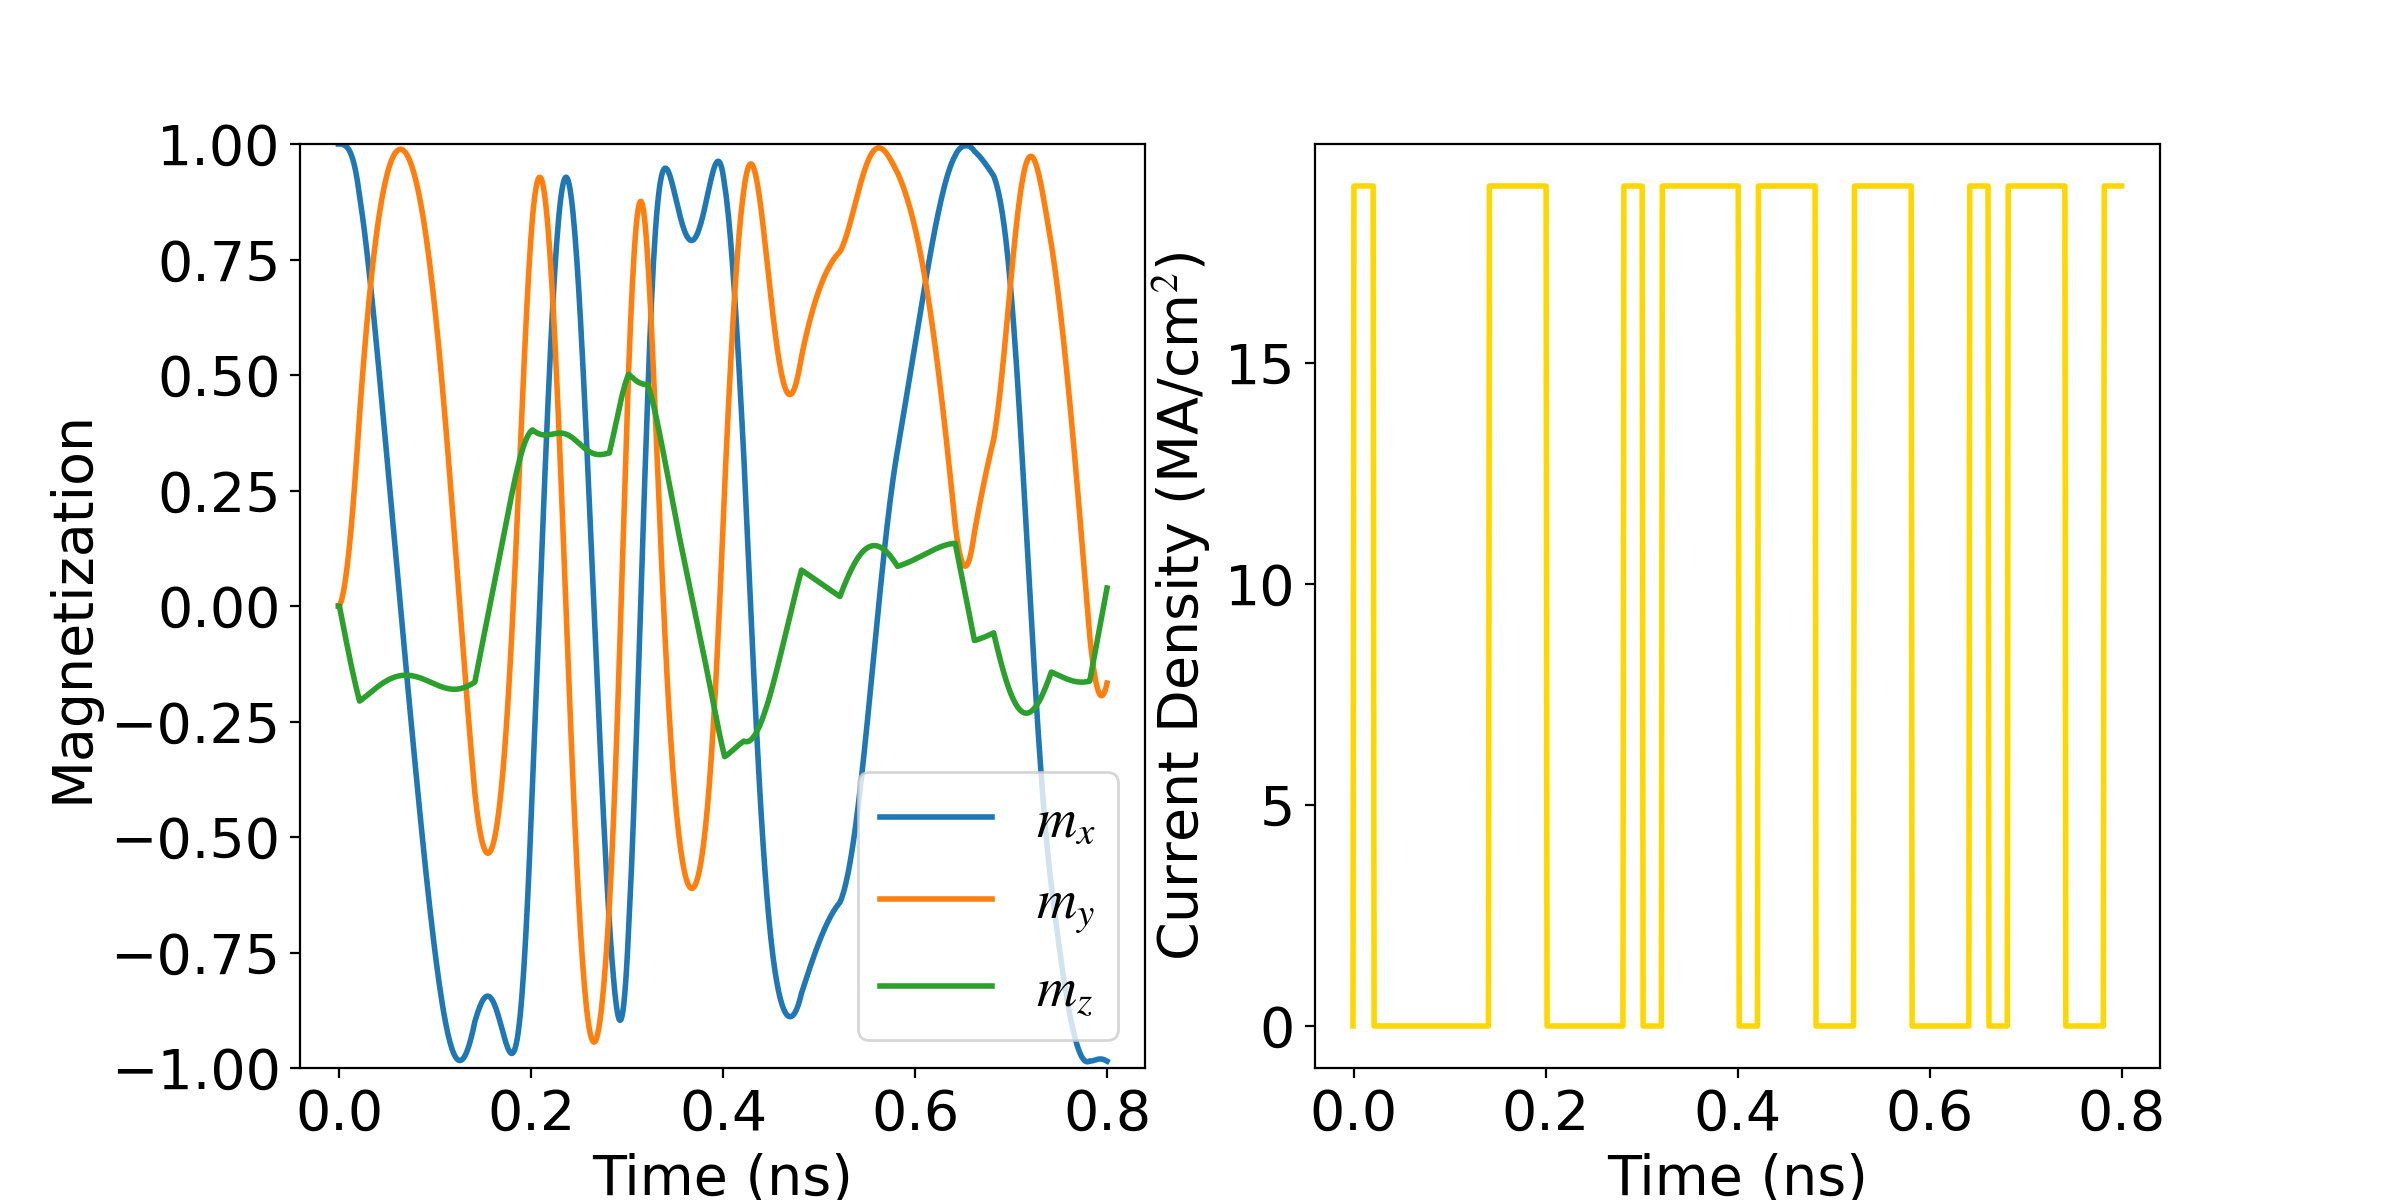 Magnetization
1.00
0.75
0.50
0.25
0.00
−0.25
−0.50
−0.75
−1.00
0.0 0.2 0.4 0.6 0.8
Time (ns)
m_x
m_y
m_z
Current Density (MA/cm²)
15
10
5
0
0.0 0.2 0.4 0.6 0.8
Time (ns)